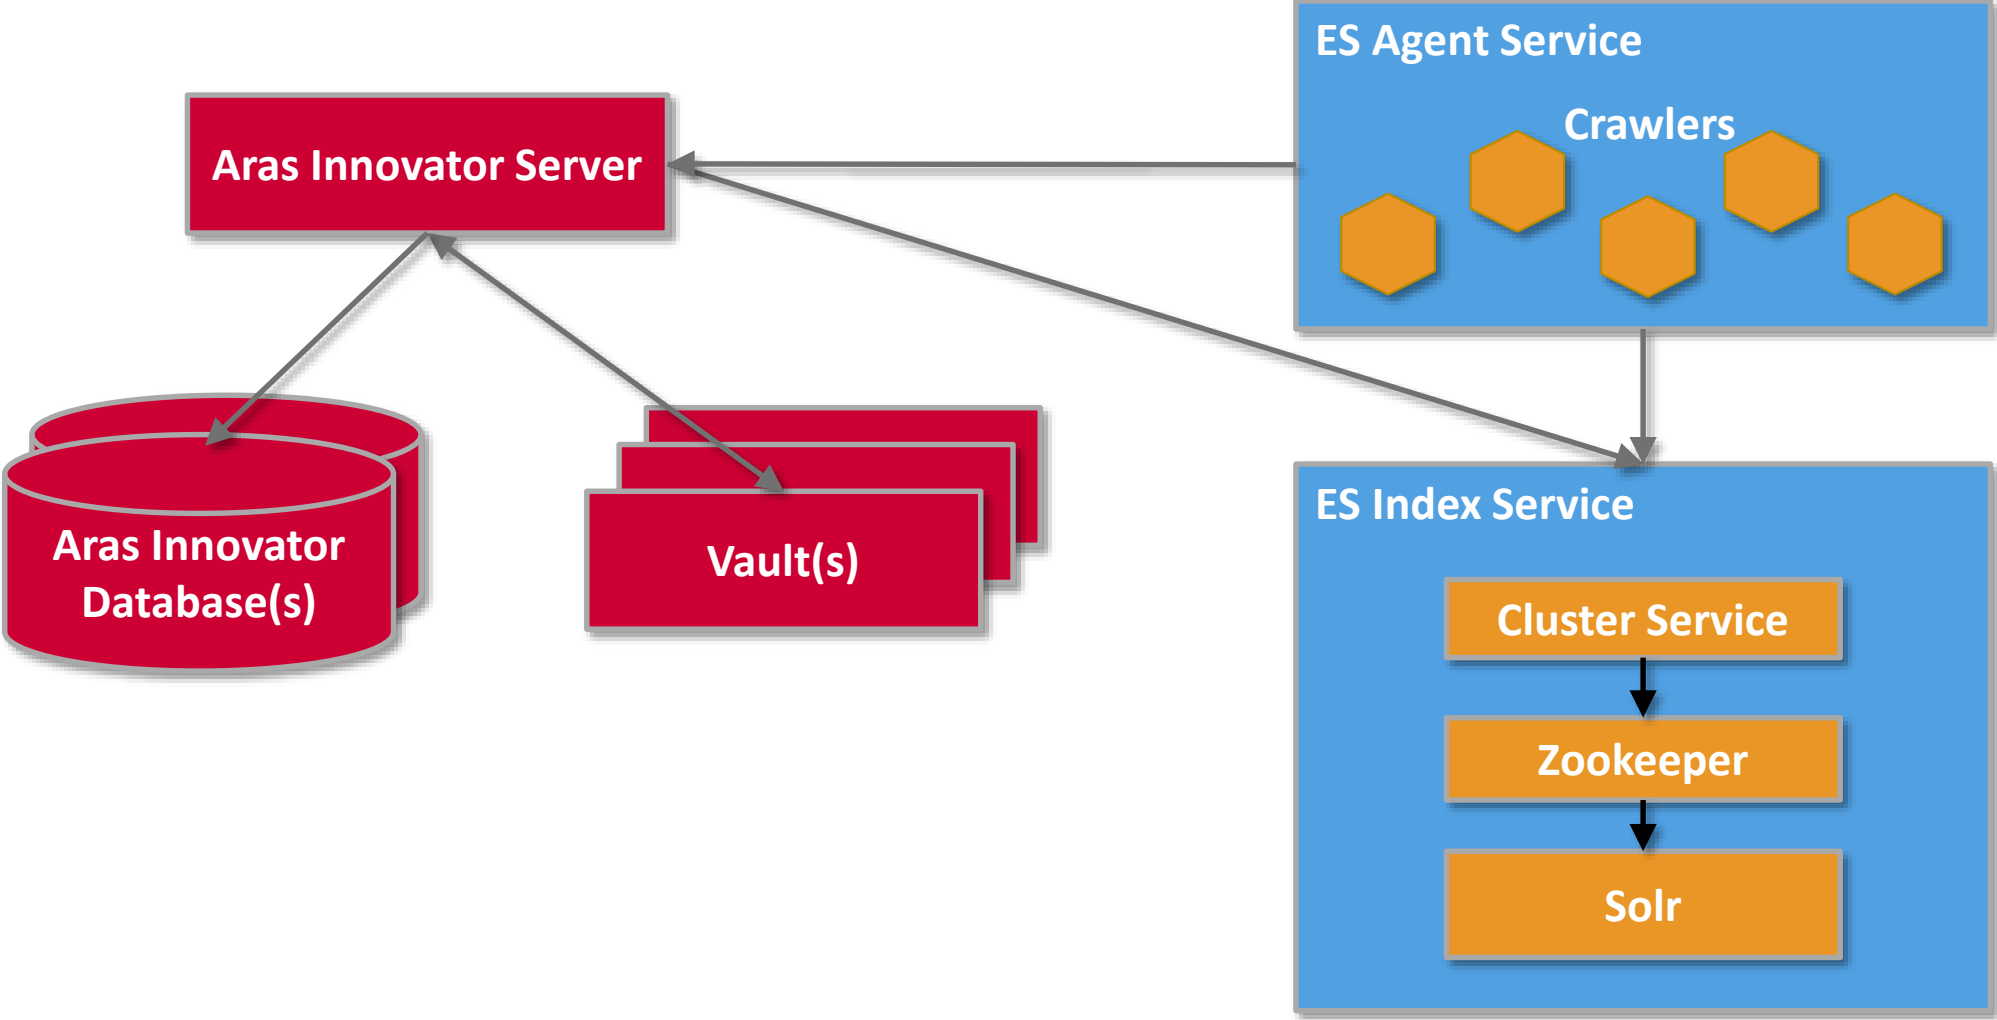 ES Agent Service
Crawlers
Aras Innovator Server
Aras Innovator
Database(s)
Vault(s)
ES Index Service
Cluster Service
Zookeeper
Solr